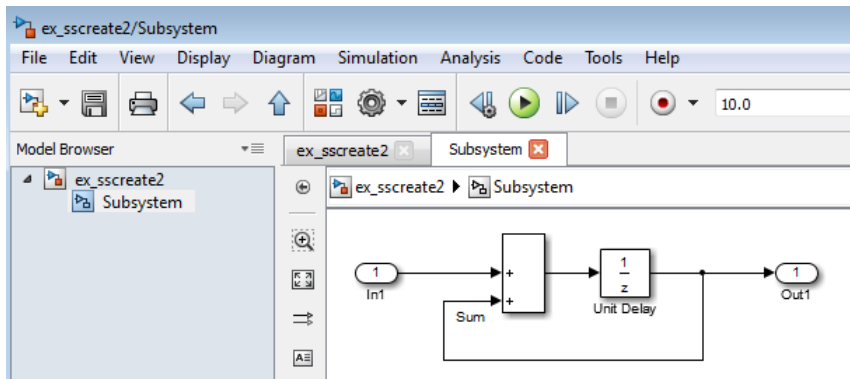 ex_sscreate2/Subsystem
File Edit View Display Diagram Simulation Analysis Code Tools Help
10.0
Model Browser
ex_sscreate2 Subsystem
ex_sscreate2
Subsystem
ex_sscreate2 Subsystem
1
In1
+
+
Sum
1
z
Unit Delay
1
Out1
A